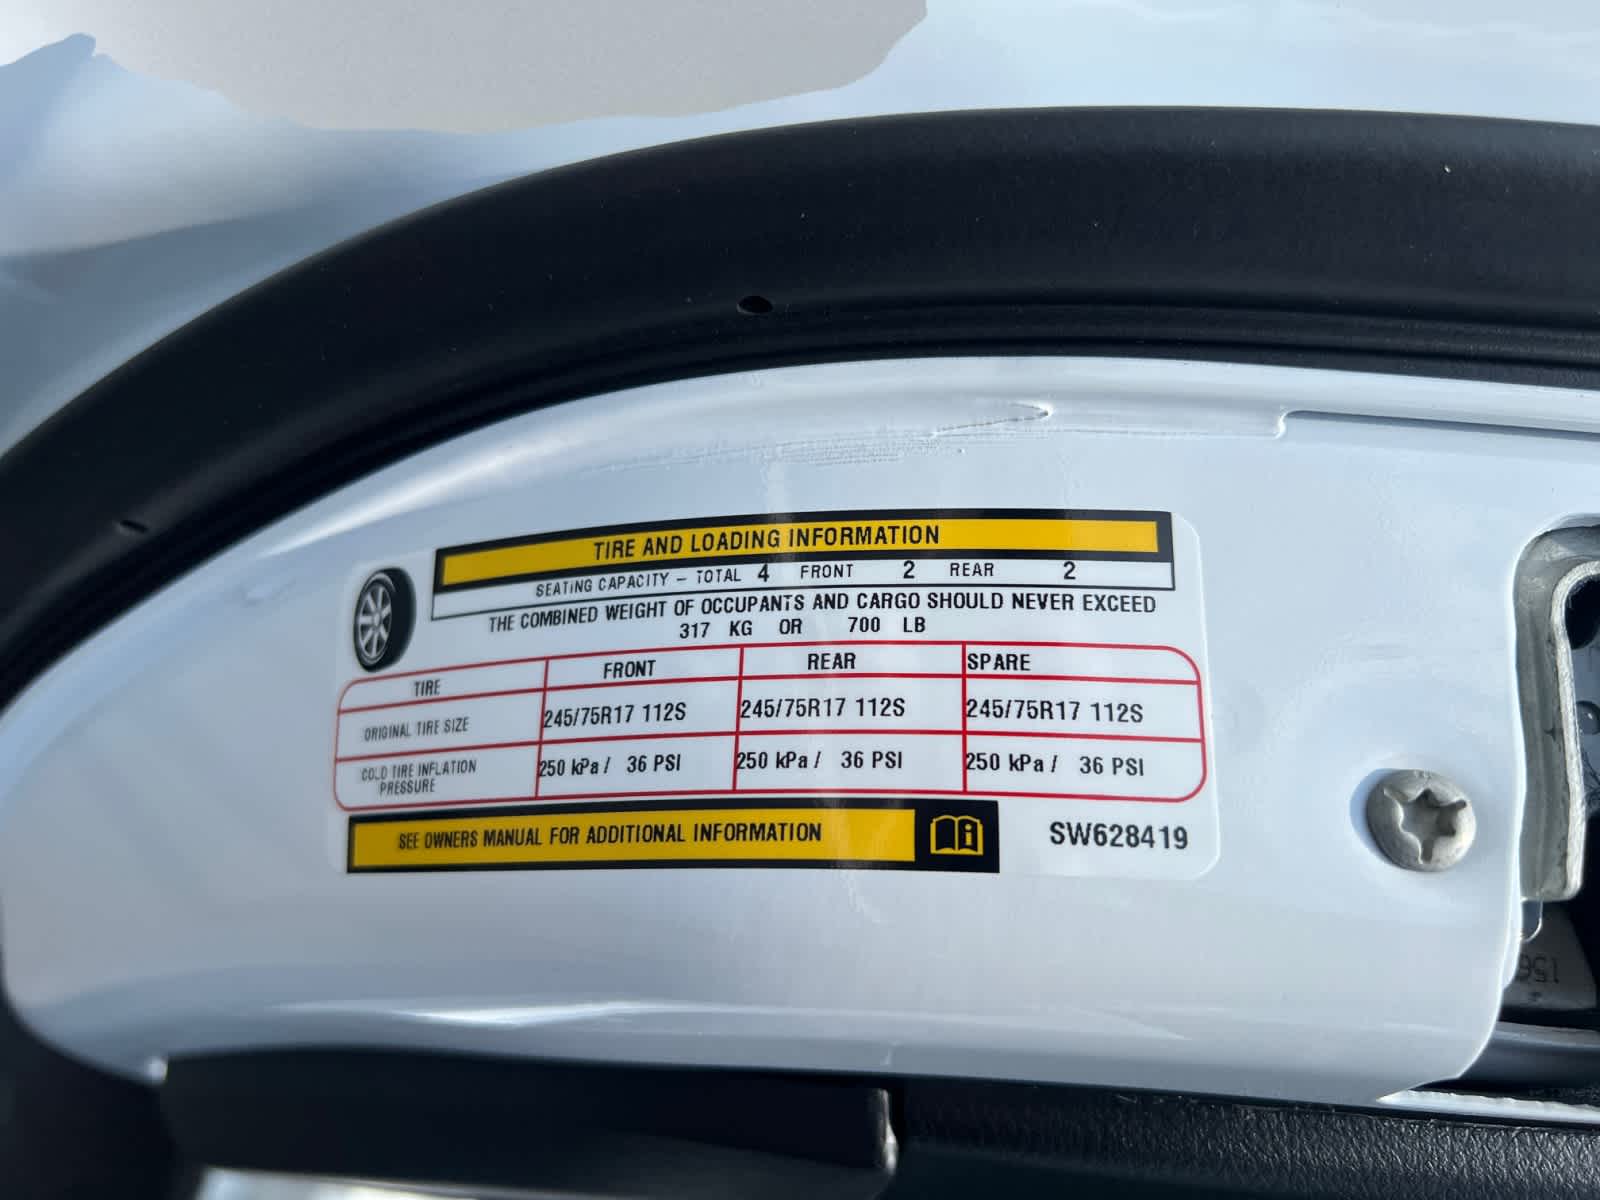 TIRE AND LOADING INFORMATION
SEATING CAPACITY – TOTAL 4 FRONT 2 REAR 2
THE COMBINED WEIGHT OF OCCUPANTS AND CARGO SHOULD NEVER EXCEED
317 KG OR 700 LB
TIRE FRONT REAR SPARE
ORIGINAL TIRE SIZE 245/75R17 112S 245/75R17 112S 245/75R17 112S
COLD TIRE INFLATION PRESSURE 250 kPa / 36 PSI 250 kPa / 36 PSI 250 kPa / 36 PSI
SEE OWNERS MANUAL FOR ADDITIONAL INFORMATION
SW628419